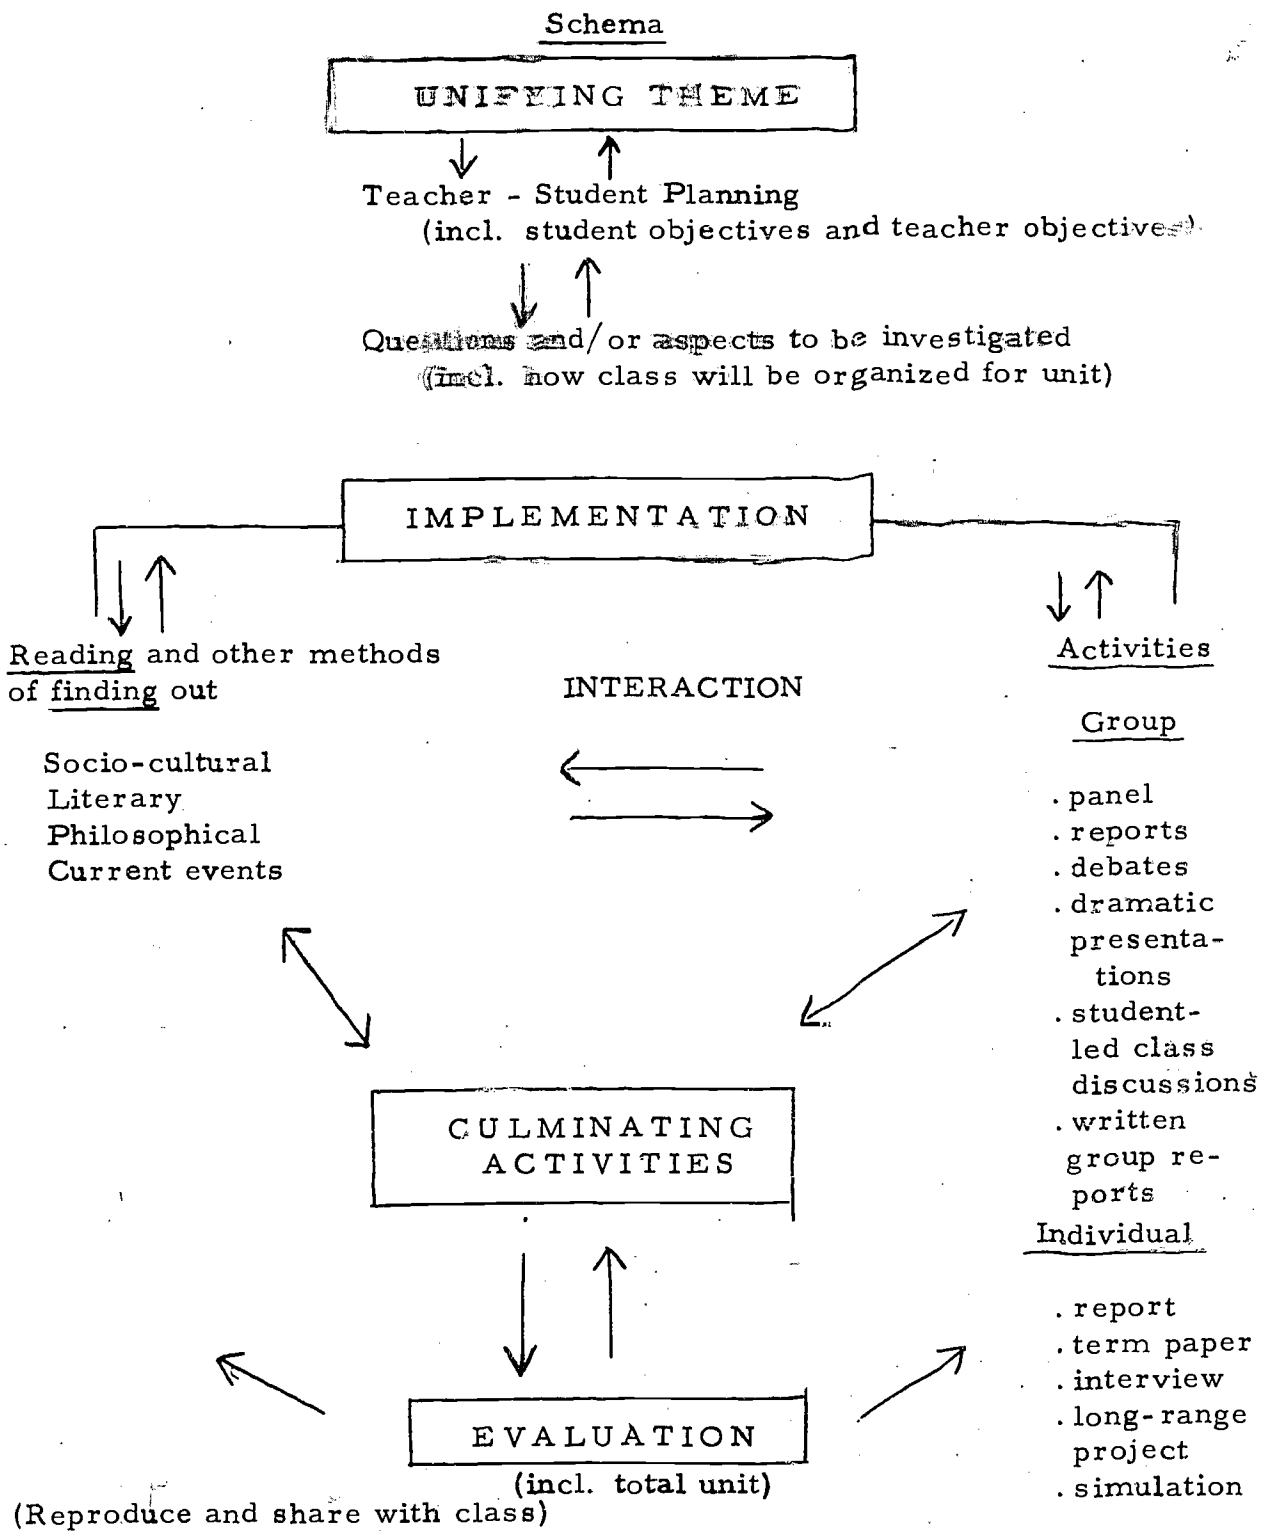 Schema
UNIFYING THEME
Teacher - Student Planning
(incl. student objectives and teacher objectives)
Questions and/or aspects to be investigated
(incl. how class will be organized for unit)
IMPLEMENTATION
Reading and other methods
of finding out
INTERACTION
Socio-cultural
Literary
Philosophical
Current events
Activities
Group
. panel
. reports
. debates
. dramatic
presenta-
tions
. student-
led class
discussions
. written
group re-
ports
Individual
. report
. term paper
. interview
. long-range
project
. simulation
CULMINATING
ACTIVITIES
EVALUATION
(incl. total unit)
(Reproduce and share with class)